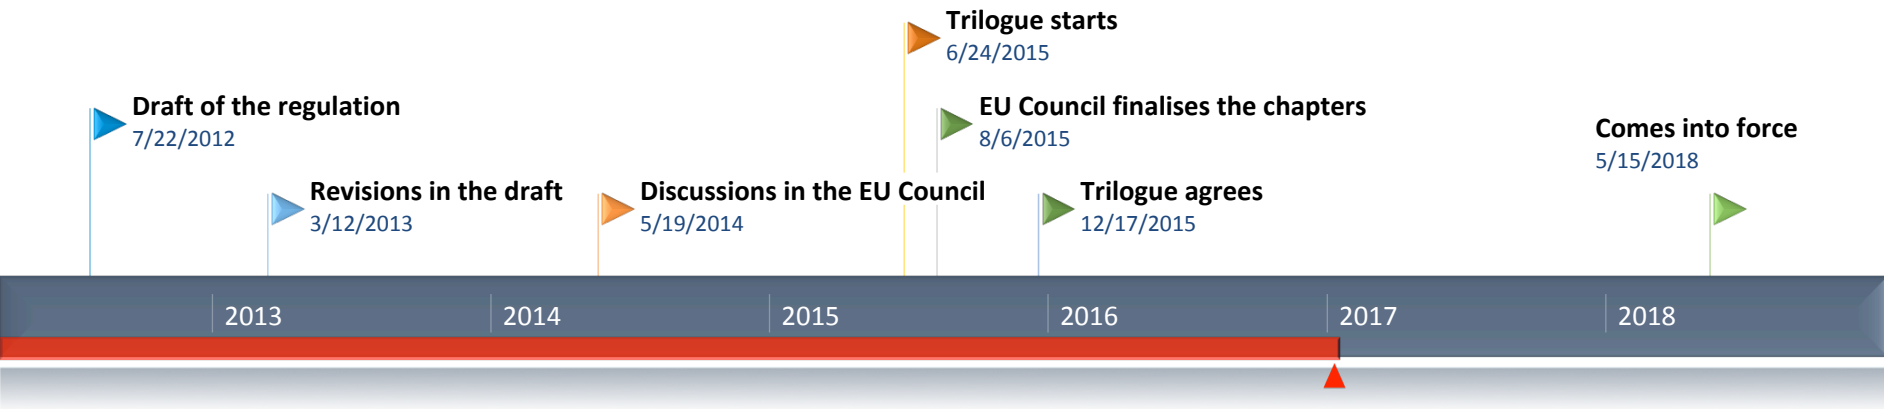 Trilogue starts
6/24/2015
Draft of the regulation
7/22/2012
EU Council finalises the chapters
8/6/2015
Comes into force
5/15/2018
Revisions in the draft
3/12/2013
Discussions in the EU Council
5/19/2014
Trilogue agrees
12/17/2015
2013
2014
2015
2016
2017
2018